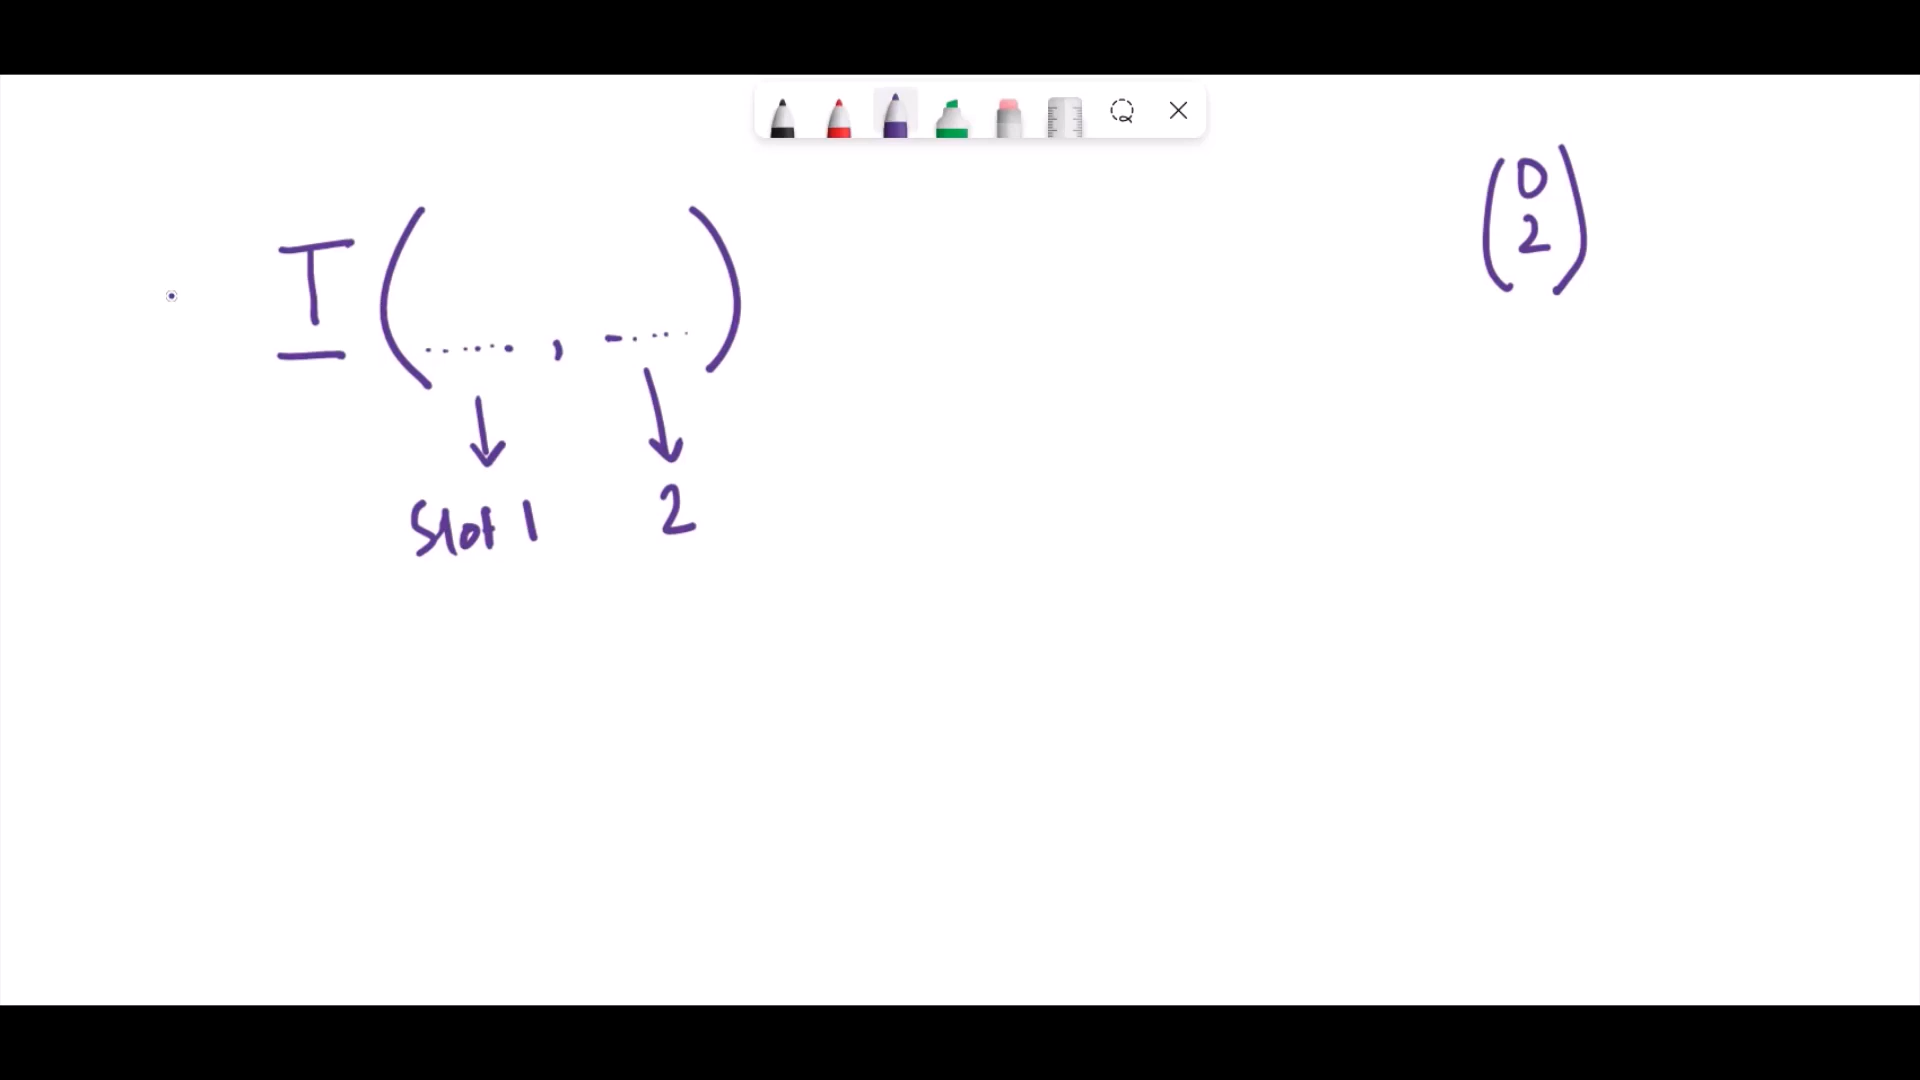 T ( ...... , -..... )
(0
2)
Slot 1 2